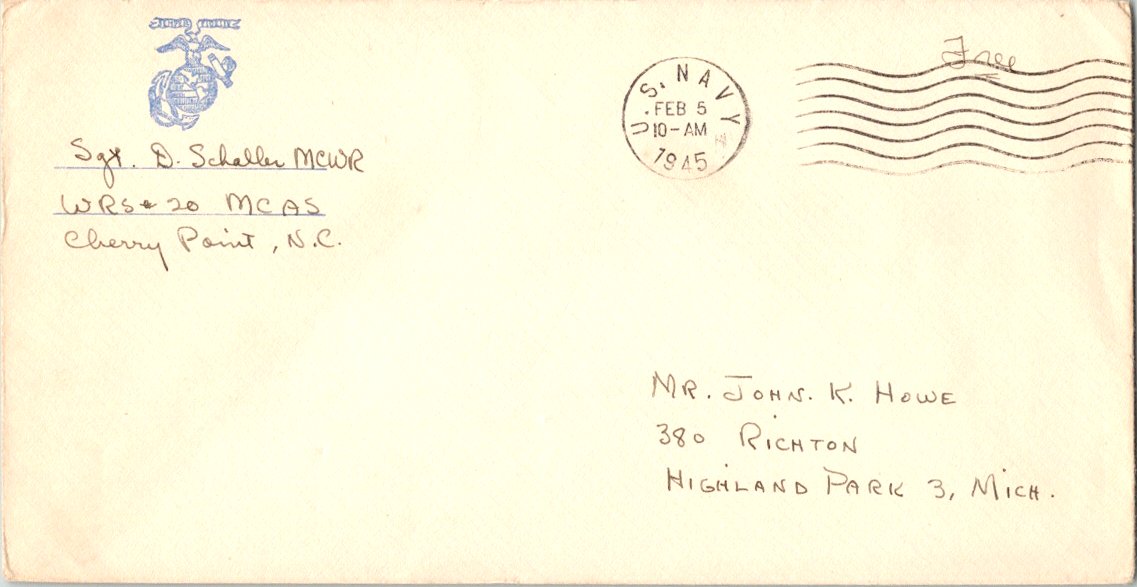 Sgt. D. Schaller MCWR
WRS 20 MCAS
Cherry Point, N.C.
U.S. NAVY
FEB 5
10-AM
1945
Free
MR. JOHN. K. HOWE
380 RICHTON
HIGHLAND PARK 3, MICH.